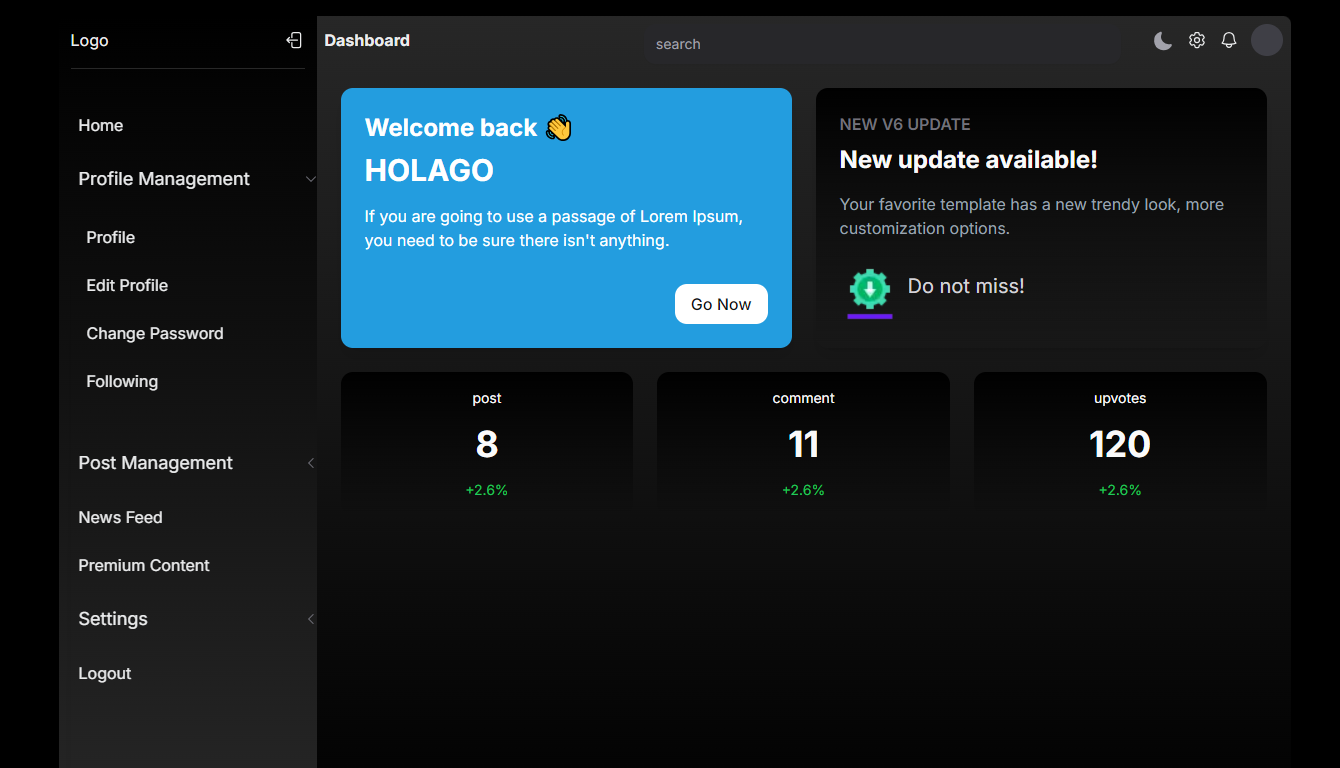 Logo
Dashboard
search
Home
Profile Management
Profile
Edit Profile
Change Password
Following
Post Management
News Feed
Premium Content
Settings
Logout
Welcome back 👋
HOLAGO
If you are going to use a passage of Lorem Ipsum,
you need to be sure there isn't anything.
Go Now
NEW V6 UPDATE
New update available!
Your favorite template has a new trendy look, more
customization options.
Do not miss!
post
8
+2.6%
comment
11
+2.6%
upvotes
120
+2.6%